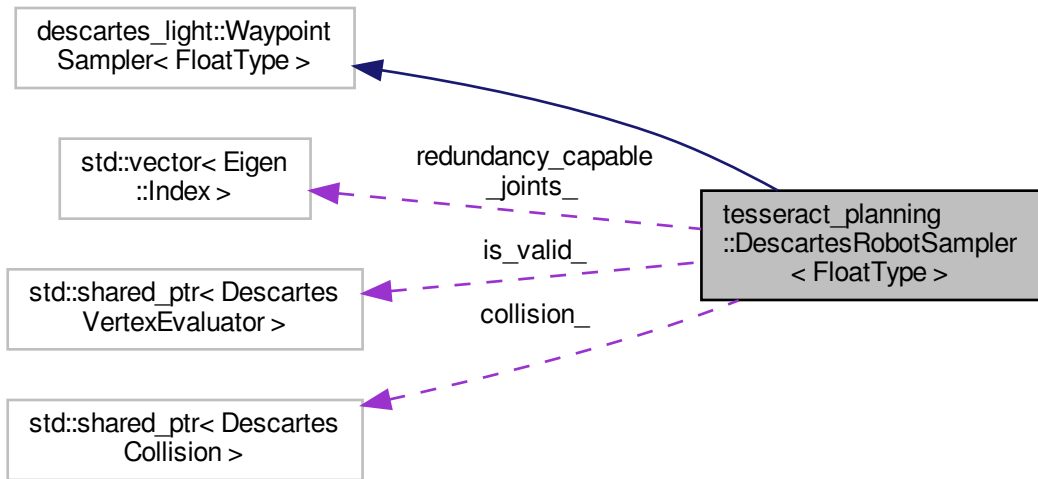 descartes_light::Waypoint
Sampler< FloatType >
std::vector< Eigen
::Index >
redundancy_capable
_joints_
tesseract_planning
::DescartesRobotSampler
< FloatType >
is_valid_
std::shared_ptr< Descartes
VertexEvaluator >
collision_
std::shared_ptr< Descartes
Collision >